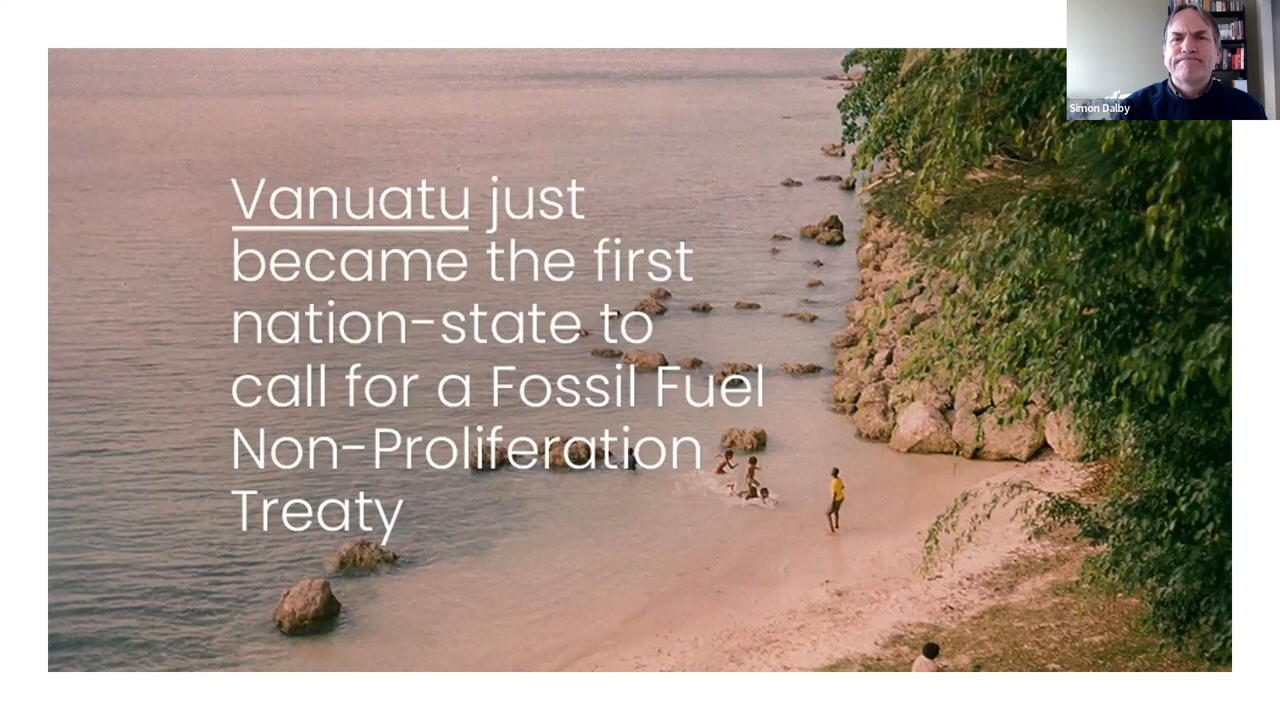 Vanuatu just
became the first
nation-state to
call for a Fossil Fuel
Non-Proliferation
Treaty
Simon Dalby